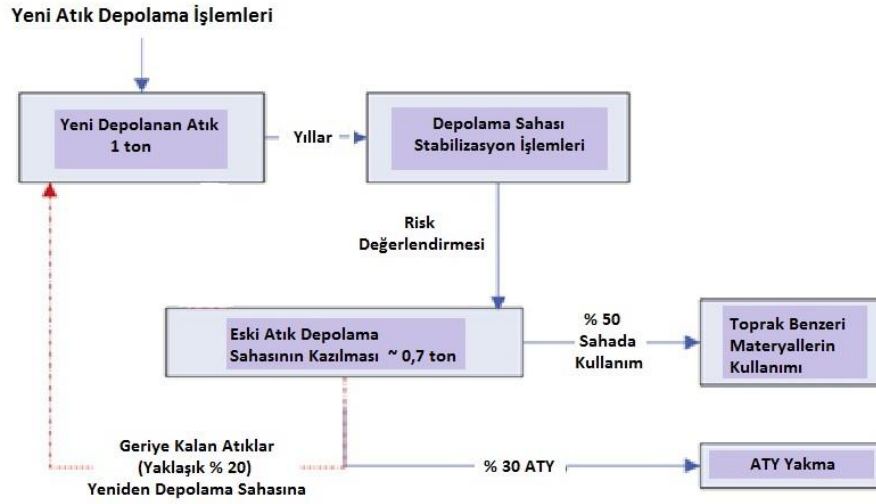 Yeni Atık Depolama İşlemleri
Yeni Depolanan Atık
1 ton
Yıllar
Depolama Sahası
Stabilizasyon İşlemleri
Risk
Değerlendirmesi
Eski Atık Depolama
Sahasının Kazılması ~ 0,7 ton
% 50
Sahada
Kullanım
Toprak Benzeri
Materyallerin
Kullanımı
Geriye Kalan Atıklar
(Yaklaşık % 20)
Yeniden Depolama Sahasına
% 30 ATY
ATY Yakma